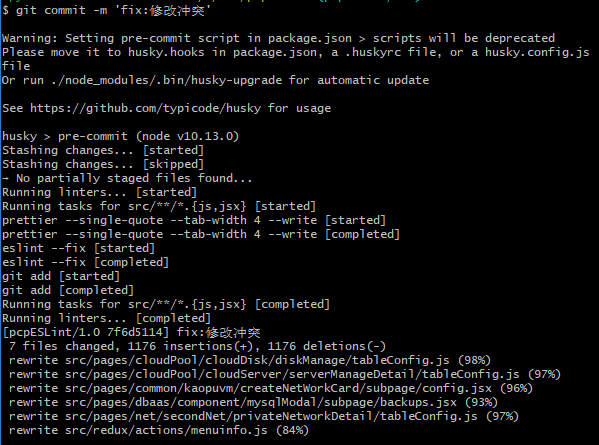 $ git commit -m 'fix:修改冲突'
Warning: Setting pre-commit script in package.json > scripts will be deprecated
Please move it to husky.hooks in package.json, a .huskyrc file, or a husky.config.js
file
Or run ./node_modules/.bin/husky-upgrade for automatic update
See https://github.com/typicode/husky for usage
husky > pre-commit (node v10.13.0)
Stashing changes... [started]
Stashing changes... [skipped]
→ No partially staged files found...
Running linters... [started]
Running tasks for src/**/*.{js,jsx} [started]
prettier --single-quote --tab-width 4 --write [started]
prettier --single-quote --tab-width 4 --write [completed]
eslint --fix [started]
eslint --fix [completed]
git add [started]
git add [completed]
Running tasks for src/**/*.{js,jsx} [completed]
Running linters... [completed]
[pcpESLint/1.0 7f6d5114] fix:修改冲突
7 files changed, 1176 insertions(+), 1176 deletions(-)
rewrite src/pages/cloudPool/cloudDisk/diskManage/tableConfig.js (98%)
rewrite src/pages/cloudPool/cloudServer/serverManageDetail/tableConfig.js (97%)
rewrite src/pages/common/kaopuvm/createNetWorkCard/subpage/config.jsx (96%)
rewrite src/pages/dbaas/component/mysqlModal/subpage/backups.jsx (93%)
rewrite src/pages/net/secondNet/privateNetworkDetail/tableConfig.js (97%)
rewrite src/redux/actions/menuinfo.js (84%)